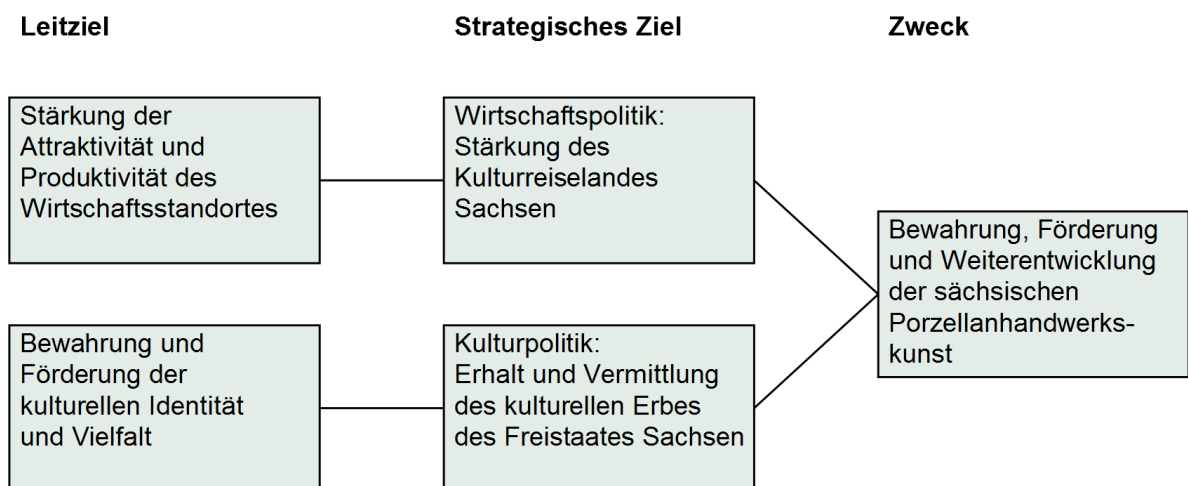 Leitziel
Strategisches Ziel
Zweck
Stärkung der
Attraktivität und
Produktivität des
Wirtschaftsstandortes
Wirtschaftspolitik:
Stärkung des
Kulturreiselandes
Sachsen
Bewahrung, Förderung
und Weiterentwicklung
der sächsischen
Porzellanhandwerks-
kunst
Bewahrung und
Förderung der
kulturellen Identität
und Vielfalt
Kulturpolitik:
Erhalt und Vermittlung
des kulturellen Erbes
des Freistaates Sachsen